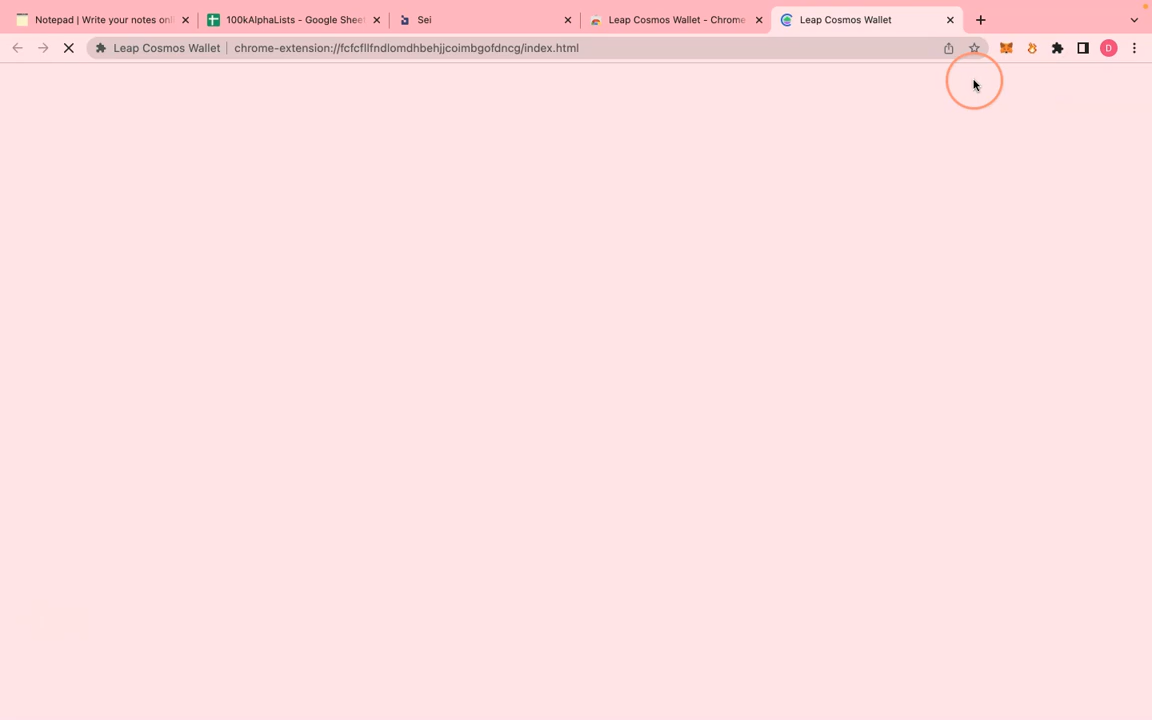 Notepad | Write your notes onl
100kAlphaLists - Google Shee
Sei
Leap Cosmos Wallet - Chrome
Leap Cosmos Wallet
Leap Cosmos Wallet | chrome-extension://fcfcfllfndlomdhbehjjcoimbgofdncg/index.html
D